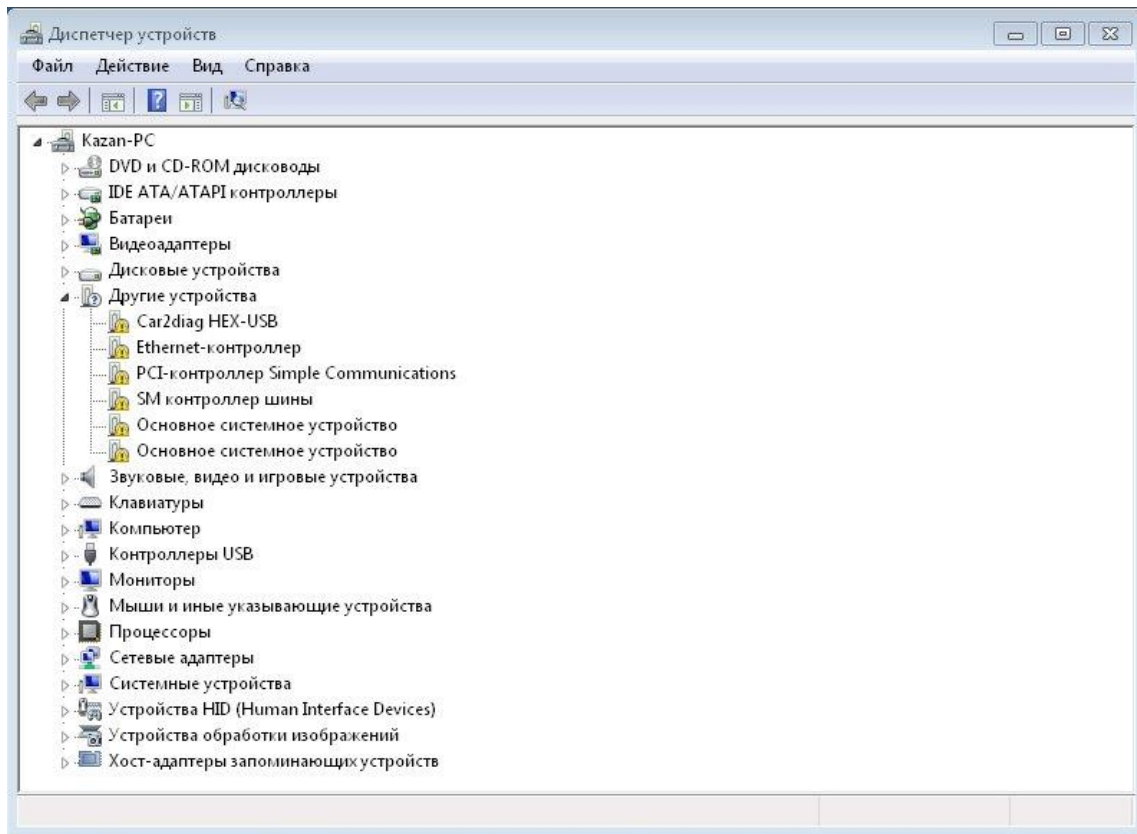 Диспетчер устройств
Файл Действие Вид Справка
Kazan-PC
DVD и CD-ROM дисководы
IDE ATA/ATAPI контроллеры
Батареи
Видеоадаптеры
Дисковые устройства
Другие устройства
Car2diag HEX-USB
Ethernet-контроллер
PCI-контроллер Simple Communications
SM контроллер шины
Основное системное устройство
Основное системное устройство
Звуковые, видео и игровые устройства
Клавиатуры
Компьютер
Контроллеры USB
Мониторы
Мыши и иные указывающие устройства
Процессоры
Сетевые адаптеры
Системные устройства
Устройства HID (Human Interface Devices)
Устройства обработки изображений
Хост-адаптеры запоминающих устройств